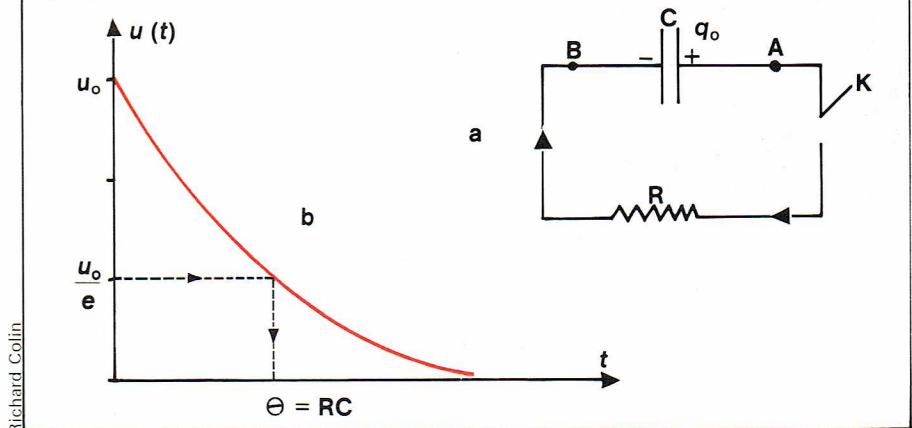 u (t)
C
q₀
B
−
+
A
u₀
K
a
R
b
u₀
e
t
Θ = RC
Richard Colin